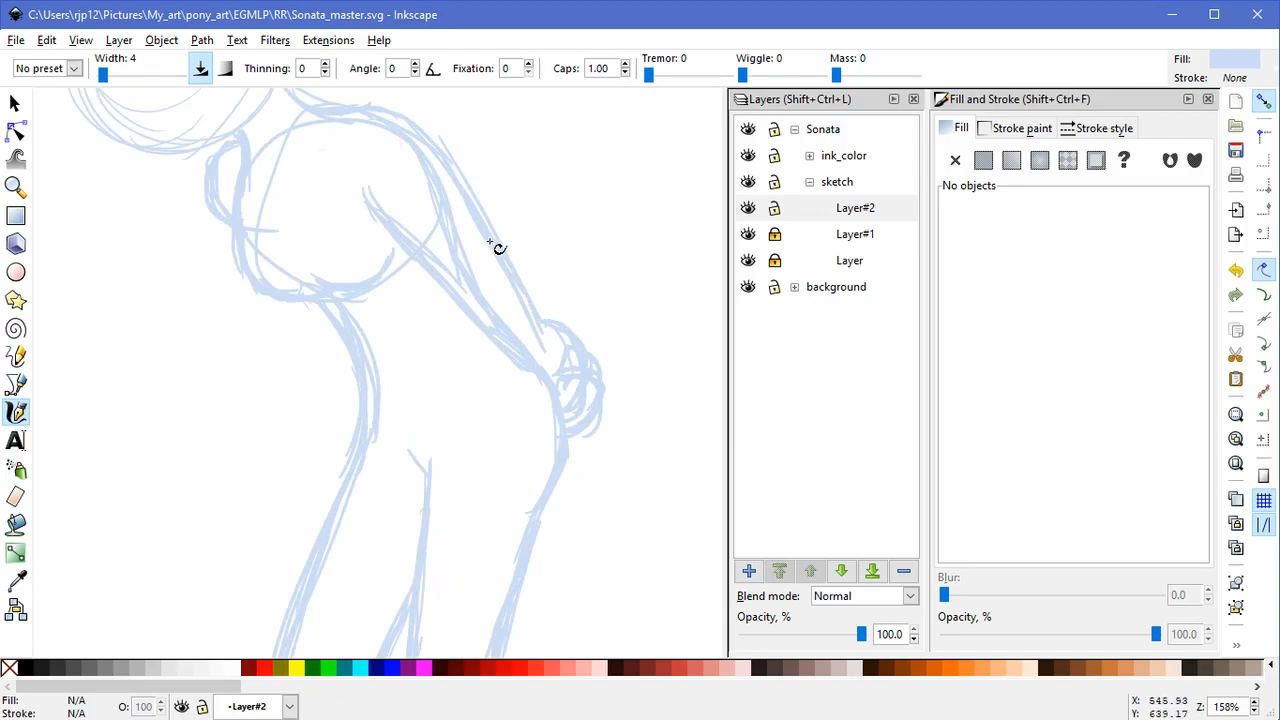 C:\Users\rjp12\Pictures\My_art\pony_art\EGMLP\RR\Sonata_master.svg - Inkscape
File Edit View Layer Object Path Text Filters Extensions Help
No preset Width: 4 Thinning: 0 Angle: 0 Fixation: 0 Caps: 1.00 Tremor: 0 Wiggle: 0 Mass: 0 Fill:
Stroke: None
Layers (Shift+Ctrl+L) Fill and Stroke (Shift+Ctrl+F)
Fill Stroke paint Stroke style
Sonata
ink_color
sketch
Layer#2
Layer#1
Layer
background
No objects
Blend mode: Normal
Opacity, % 100.0
Blur: 0.0
Opacity, % 100.0
Fill: N/A
Stroke: N/A
O: 100
-Layer#2
X: 545.93
Y: 639.17
Z: 158%